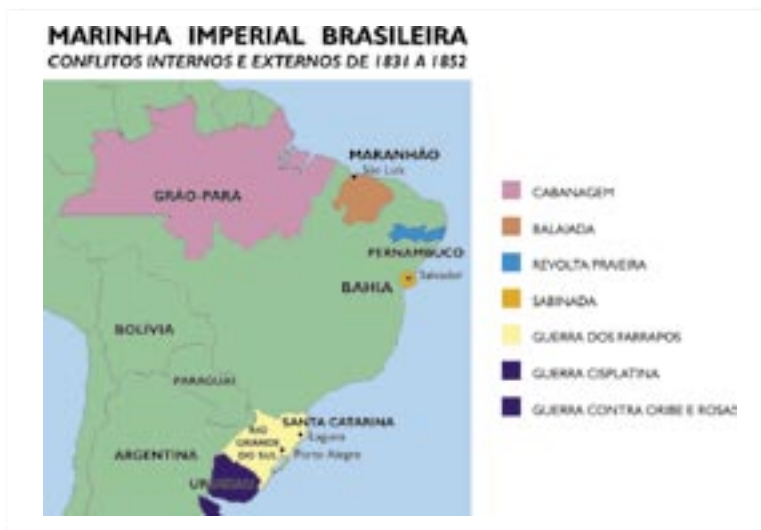 MARINHA IMPERIAL BRASILEIRA
CONFLITOS INTERNOS E EXTERNOS DE 1831 A 1852
MARANHÃO
São Luís
GRÃO-PARÁ
PERNAMBUCO
Salvador
BAHIA
BOLÍVIA
PARAGUAI
SANTA CATARINA
Laguna
RIO
GRANDE
DO SUL
Porto Alegre
ARGENTINA
URUGUAI
CABANAGEM
BALAIADA
REVOLTA PRAIEIRA
SABINADA
GUERRA DOS FARRAPOS
GUERRA CISPLATINA
GUERRA CONTRA ORIBE E ROSAS